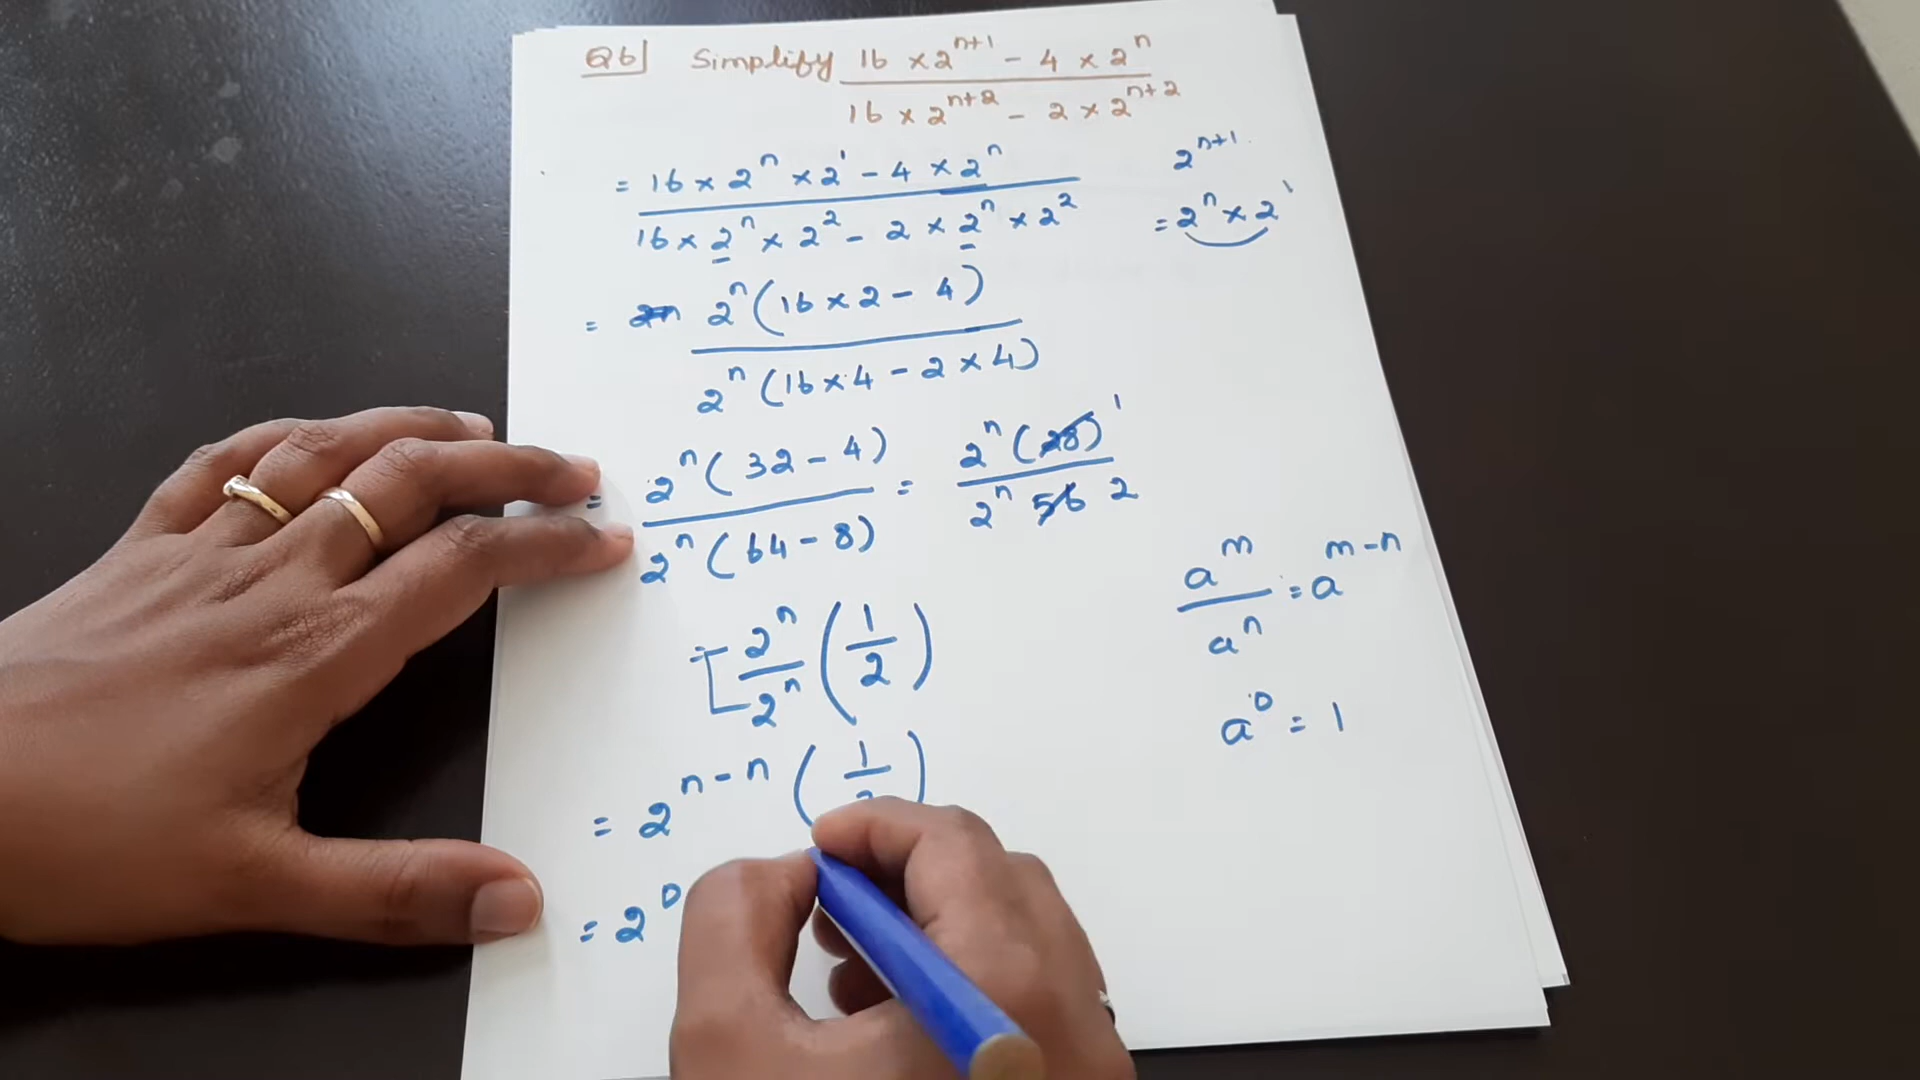 Q6] Simplify 16 × 2^(n+1) - 4 × 2^n
16 × 2^(n+2) - 2 × 2^(n+2)
= 16 × 2^n × 2^1 - 4 × 2^n
16 × 2^n × 2^2 - 2 × 2^n × 2^2
2^(n+1)
= 2^n × 2^1
= 2^n (16 × 2 - 4)
2^n (16 × 4 - 2 × 4)
= 2^n (32 - 4) = 2^n (28) 1
2^n (64 - 8) 2^n 56 2
a^m = a^(m-n)
a^n
= 2^n (1
2^n 2)
a^0 = 1
= 2^(n-n) (1)
= 2^0